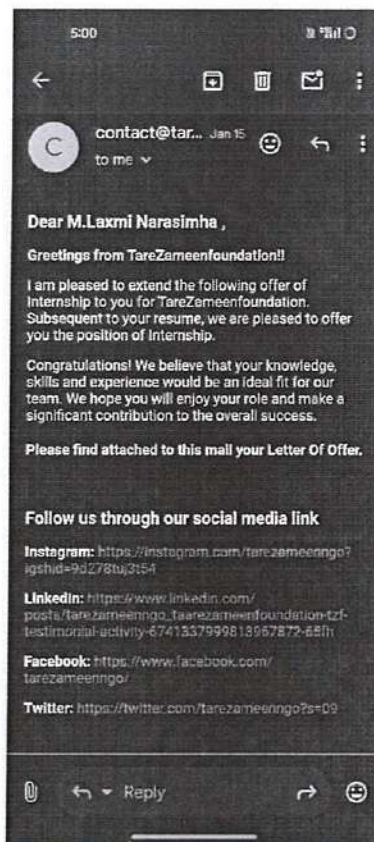 5:00
C
contact@tar... Jan 15
to me
Dear M.Laxmi Narasimha ,
Greetings from TareZameenfoundation!!
I am pleased to extend the following offer of
Internship to you for TareZemeenfoundation.
Subsequent to your resume, we are pleased to offer
you the position of Internship.
Congratulations! We believe that your knowledge,
skills and experience would be an ideal fit for our
team. We hope you will enjoy your role and make a
significant contribution to the overall success.
Please find attached to this mail your Letter Of Offer.
Follow us through our social media link
Instagram: https://instagram.com/tarezameenngo?
igshid=9d278tuj3t54
Linkedin: https://www.linkedin.com/
posts/tarezameenngo_taarezameenfoundation-tzf-
testimonial-activity-6741337999813967872-65fh
Facebook: https://www.facebook.com/
tarezameenngo/
Twitter: https://twitter.com/tarezameenngo?s=09
Reply